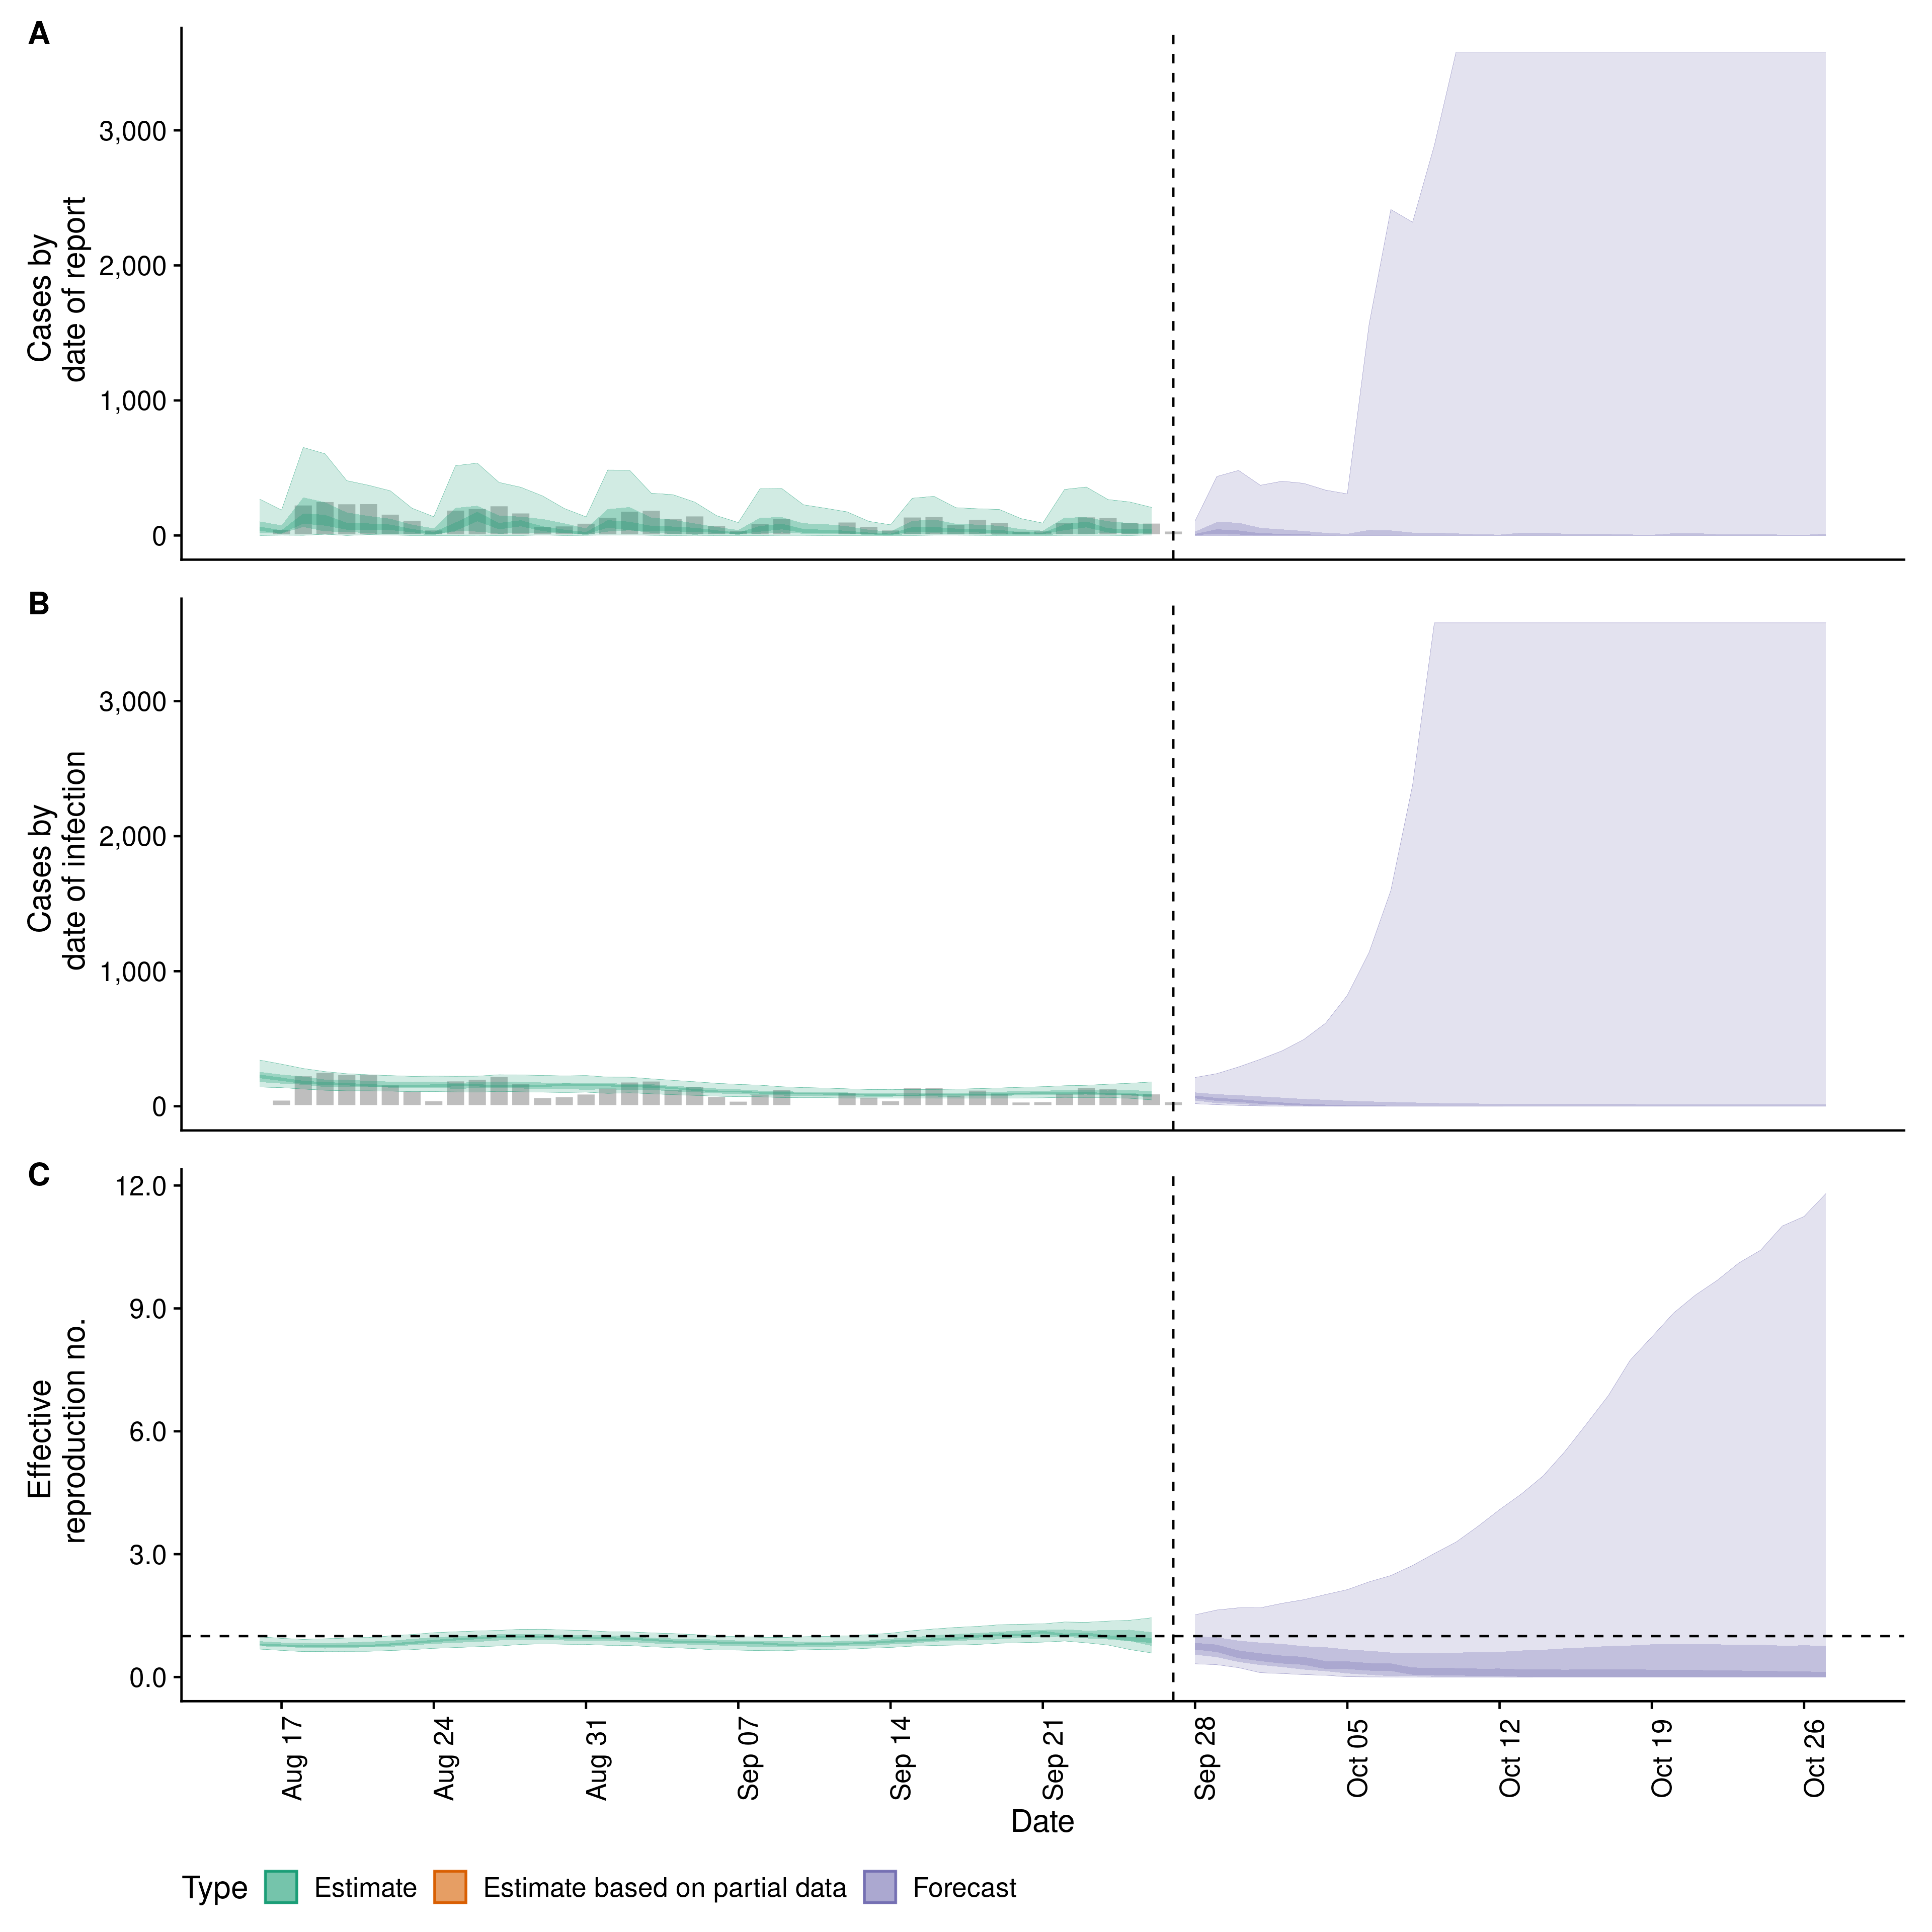 A
Cases by
date of report
3,000
2,000
1,000
0
B
Cases by
date of infection
3,000
2,000
1,000
0
C
Effective
reproduction no.
12.0
9.0
6.0
3.0
0.0
Aug 17
Aug 24
Aug 31
Sep 07
Sep 14
Sep 21
Sep 28
Oct 05
Oct 12
Oct 19
Oct 26
Date
Type Estimate Estimate based on partial data Forecast